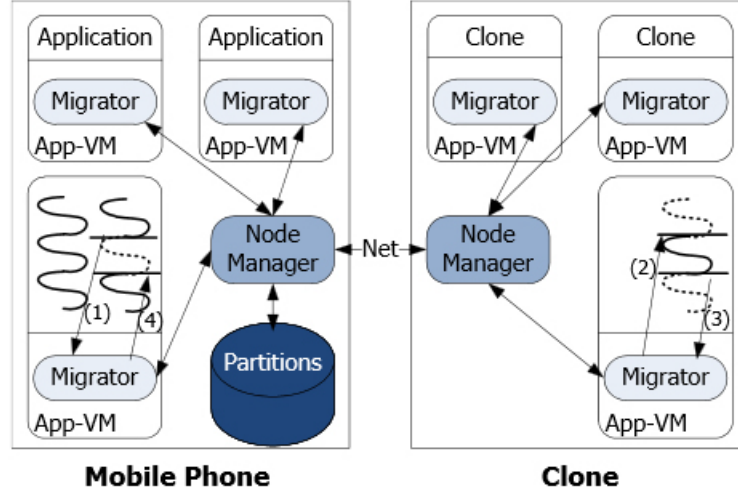 Application
Application
Clone
Clone
Migrator
Migrator
Migrator
Migrator
App-VM
App-VM
App-VM
App-VM
Node
Manager
Net
Node
Manager
(1)
(4)
(2)
(3)
Partitions
Migrator
Migrator
App-VM
App-VM
Mobile Phone
Clone